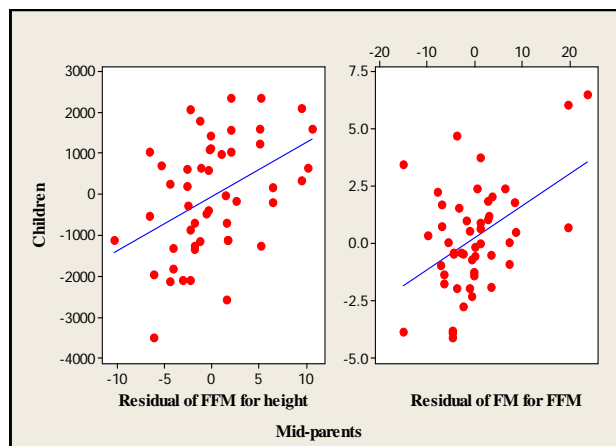 -20 -10 0 10 20
3000
2000
1000
0
-1000
-2000
-3000
-4000
7.5
5.0
2.5
0.0
-2.5
-5.0
Children
-10 -5 0 5 10
Residual of FFM for height
Residual of FM for FFM
Mid-parents